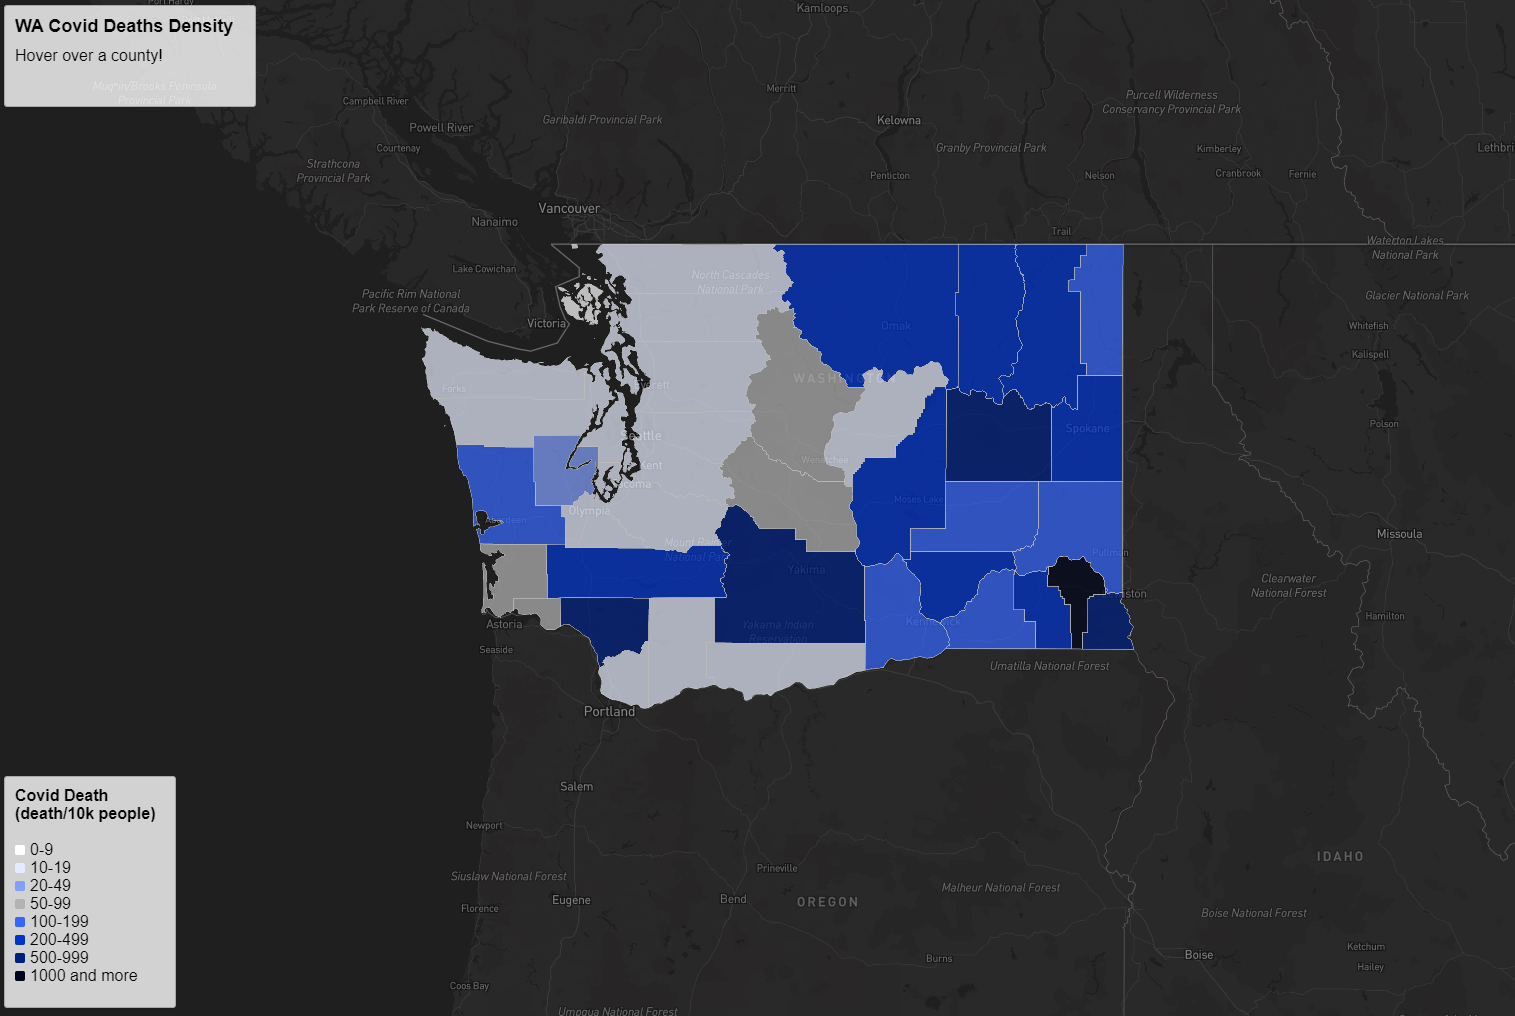 Port Hardy
Kamloops
WA Covid Deaths Density
Hover over a county!
Muqin/Brooks Peninsula
Provincial Park
Merritt
Campbell River
Purcell Wilderness
Conservancy Provincial Park
Powell River
Garibaldi Provincial Park
Kelowna
Courtenay
Granby Provincial Park
Kimberley
Lethbri
Strathcona
Provincial Park
Penticton
Nelson
Cranbrook
Fernie
Vancouver
Nanaimo
Trail
Waterton Lakes
National Park
Lake Cowichan
North Cascades
National Park
Pacific Rim National
Park Reserve of Canada
Glacier National Park
Victoria
Omak
Whitefish
Kalispell
WASHINGTON
Forks
Everett
Polson
Seattle
Spokane
Wenatchee
Kent
Tacoma
Moses Lake
Olympia
Aberdeen
Missoula
Mount Rainier
National Park
Pullman
Yakima
Clearwater
National Forest
iston
Hamilton
Astoria
Yakama Indian
Reservation
Kennewick
Seaside
Umatilla National Forest
Portland
Salem
Covid Death
(death/10k people)
0-9
10-19
20-49
50-99
100-199
200-499
500-999
1000 and more
Newport
IDAHO
Prineville
Siuslaw National Forest
Malheur National Forest
Eugene
Bend
OREGON
Florence
Boise National Forest
Ketchum
Burns
Boise
Hailey
Coos Bay
Umpqua National Forest